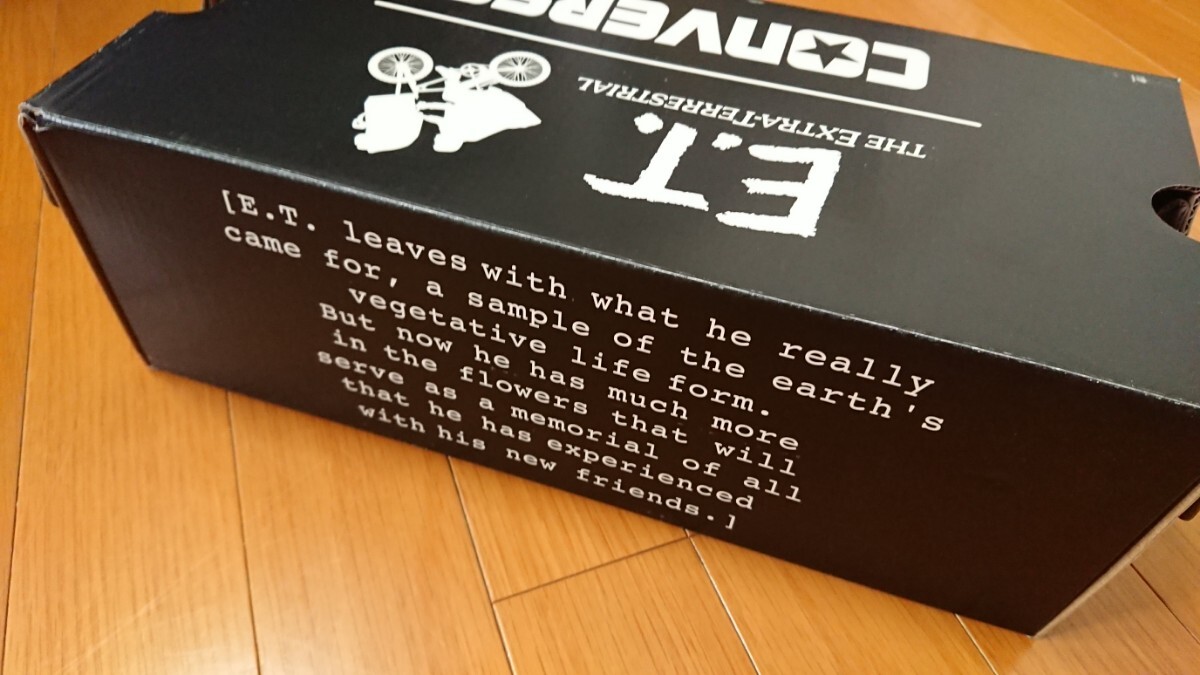 CONVERSE
E.T.
THE EXTRA-TERRESTRIAL
[E.T. leaves with what he really
came for, a sample of the earth's
vegetative life form.
But now he has much more
in the flowers that will
serve as a memorial of all
that he has experienced
with his new friends.]